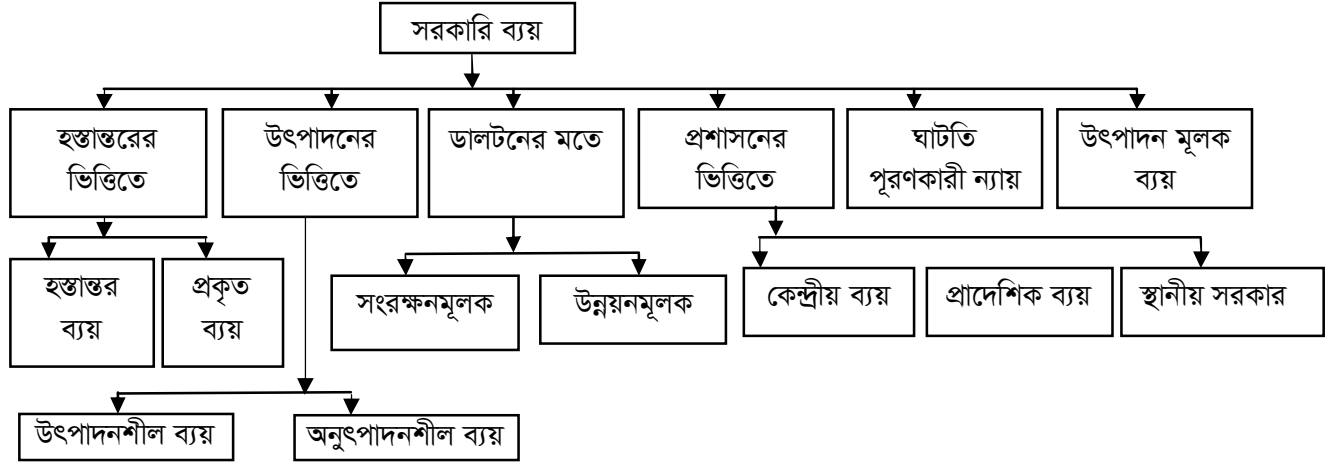 সরকারি ব্যয়
হস্তান্তরের
ভিত্তিতে
উৎপাদনের
ভিত্তিতে
ডালটনের মতে
প্রশাসনের
ভিত্তিতে
ঘাটতি
পূরণকারী ন্যায়
উৎপাদন মূলক
ব্যয়
হস্তান্তর
ব্যয়
প্রকৃত
ব্যয়
সংরক্ষনমূলক
উন্নয়নমূলক
কেন্দ্রীয় ব্যয়
প্রাদেশিক ব্যয়
স্থানীয় সরকার
উৎপাদনশীল ব্যয়
অনুৎপাদনশীল ব্যয়